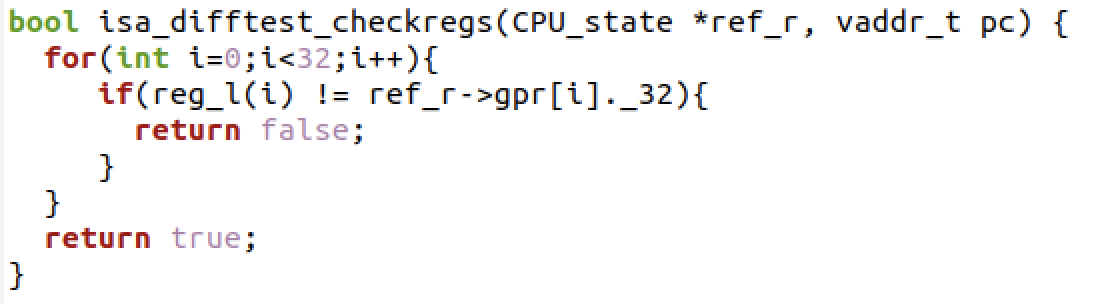 bool isa_difftest_checkregs(CPU_state *ref_r, vaddr_t pc) {
  for(int i=0;i<32;i++){
     if(reg_l(i) != ref_r->gpr[i]._32){
       return false;
     }
  }
  return true;
}